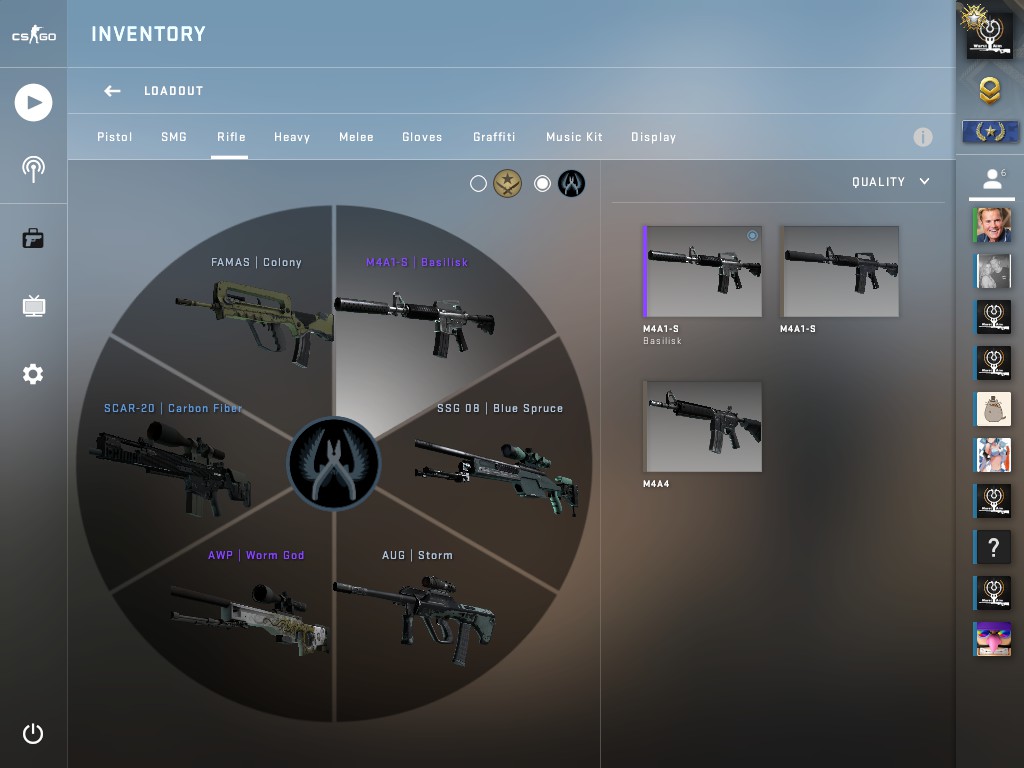 CS GO
INVENTORY
LOADOUT
Pistol SMG Rifle Heavy Melee Gloves Graffiti Music Kit Display
QUALITY
6
FAMAS | Colony
M4A1-S | Basilisk
M4A1-S
Basilisk
M4A1-S
SCAR-20 | Carbon Fiber
SSG 08 | Blue Spruce
M4A4
AWP | Worm God
AUG | Storm
?